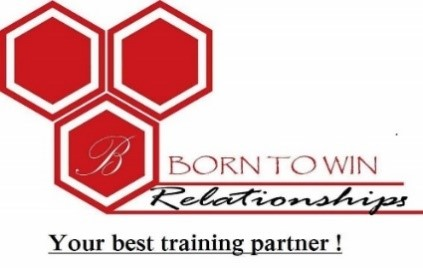 B
BORN TO WIN
Relationships
Your best training partner !